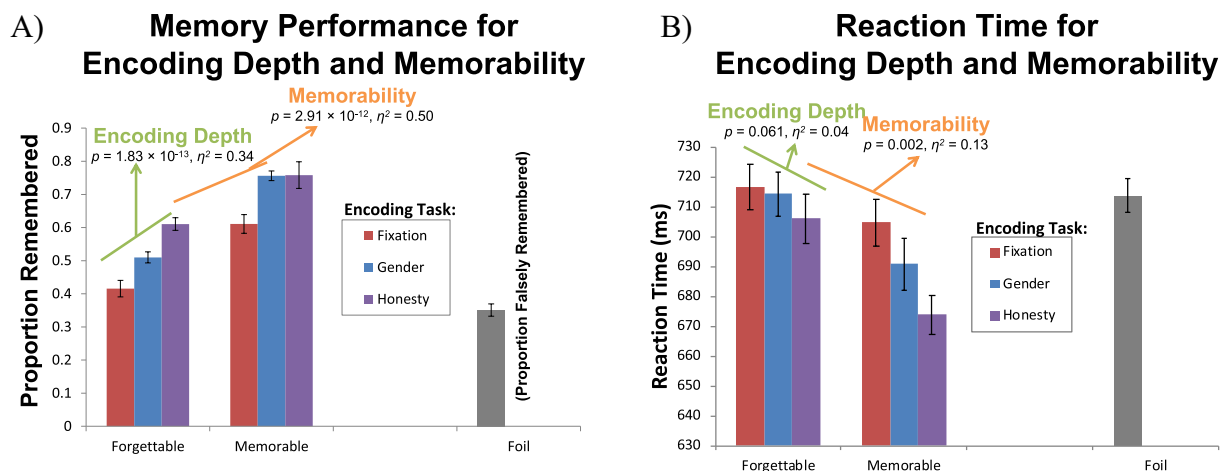 A)
Memory Performance for
Encoding Depth and Memorability
Memorability
p = 2.91 × 10-12, η2 = 0.50
Encoding Depth
p = 1.83 × 10-13, η2 = 0.34
Proportion Remembered
0.9
0.8
0.7
0.6
0.5
0.4
0.3
0.2
0.1
0
Encoding Task:
Fixation
Gender
Honesty
(Proportion Falsely Remembered)
Forgettable
Memorable
Foil
B)
Reaction Time for
Encoding Depth and Memorability
Encoding Depth
p = 0.061, η2 = 0.04
Memorability
p = 0.002, η2 = 0.13
Reaction Time (ms)
730
720
710
700
690
680
670
660
650
640
630
Encoding Task:
Fixation
Gender
Honesty
Forgettable
Memorable
Foil